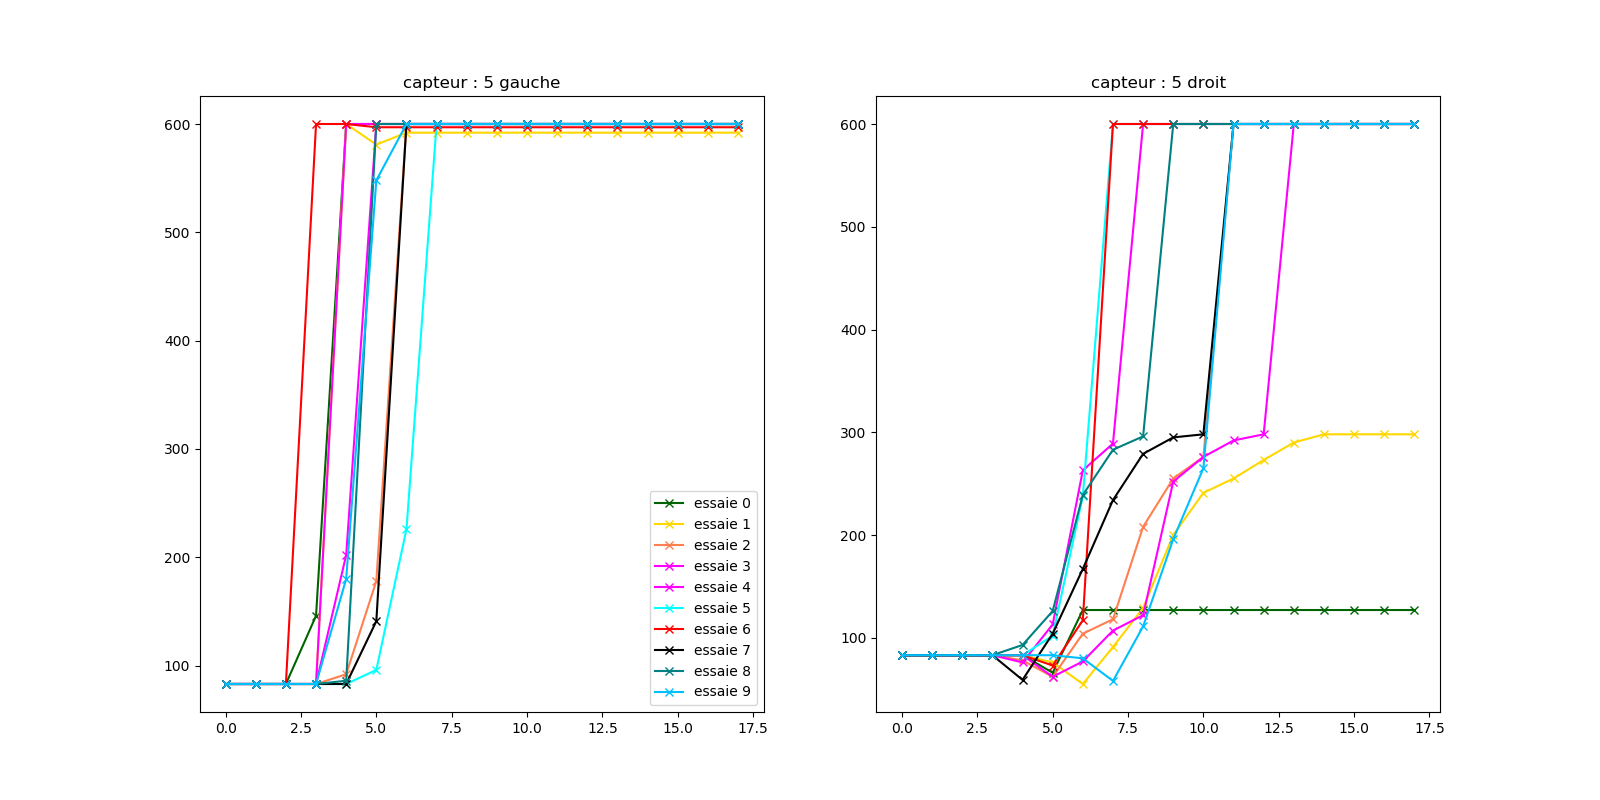 capteur : 5 gauche
600
500
400
300
200
100
0.0 2.5 5.0 7.5 10.0 12.5 15.0 17.5
essaie 0
essaie 1
essaie 2
essaie 3
essaie 4
essaie 5
essaie 6
essaie 7
essaie 8
essaie 9
capteur : 5 droit
600
500
400
300
200
100
0.0 2.5 5.0 7.5 10.0 12.5 15.0 17.5